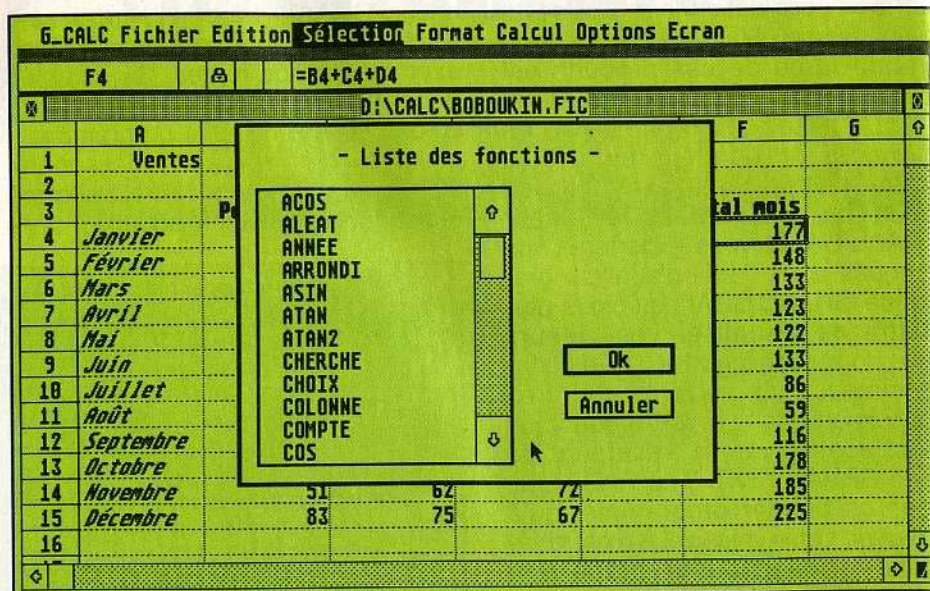 G_CALC Fichier Edition Sélection Format Calcul Options Ecran
F4 =B4+C4+D4
D:\CALC\BOBOUKIN.FIC
A F G
1 Ventes
2
3 tal mois
4 Janvier 177
5 Février 148
6 Mars 133
7 Avril 123
8 Mai 122
9 Juin 133
10 Juillet 86
11 Août 59
12 Septembre 116
13 Octobre 178
14 Novembre 51 62 72 185
15 Décembre 83 75 67 225
16
- Liste des fonctions -
ACOS
ALEAT
ANNEE
ARRONDI
ASIN
ATAN
ATAN2
CHERCHE
CHOIX
COLONNE
COMPTE
COS
Ok
Annuler